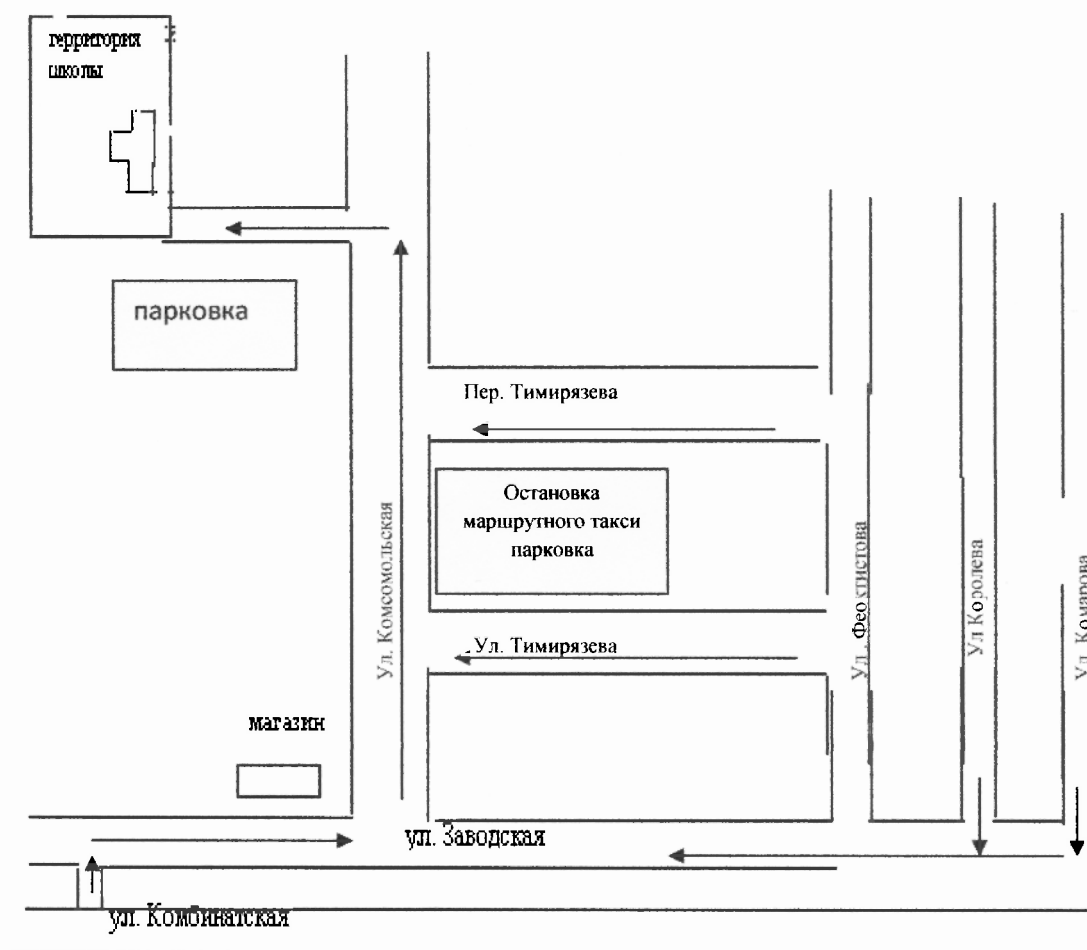 территория
школы
парковка
Пер. Тимирязева
Остановка
маршрутного такси
парковка
Ул. Комсомольская
Ул. Феоктистова
Ул Королева
Ул. Комарова
Ул. Тимирязева
магазин
ул. Заводская
ул. Комбинатская